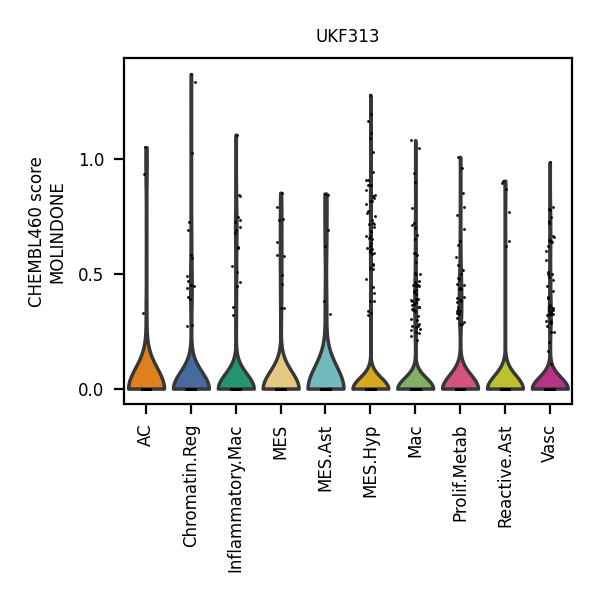 UKF313
CHEMBL460 score
MOLINDONE
1.0
0.5
0.0
AC
Chromatin.Reg
Inflammatory.Mac
MES
MES.Ast
MES.Hyp
Mac
Prolif.Metab
Reactive.Ast
Vasc